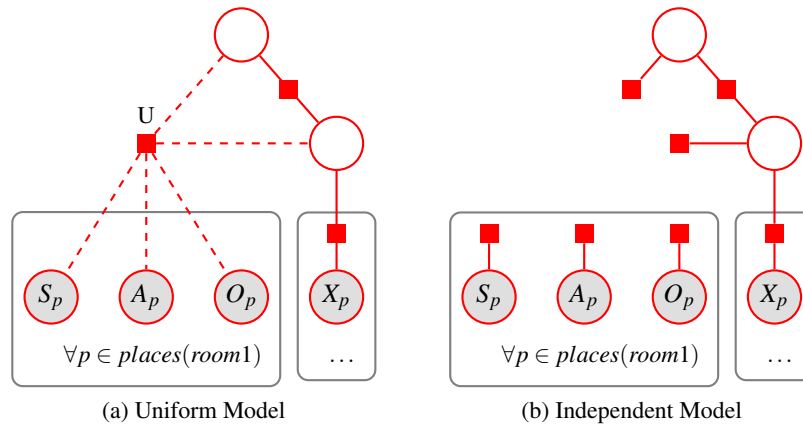 U
S_p A_p O_p X_p
∀p ∈ places(room1) ...
(a) Uniform Model
S_p A_p O_p X_p
∀p ∈ places(room1) ...
(b) Independent Model